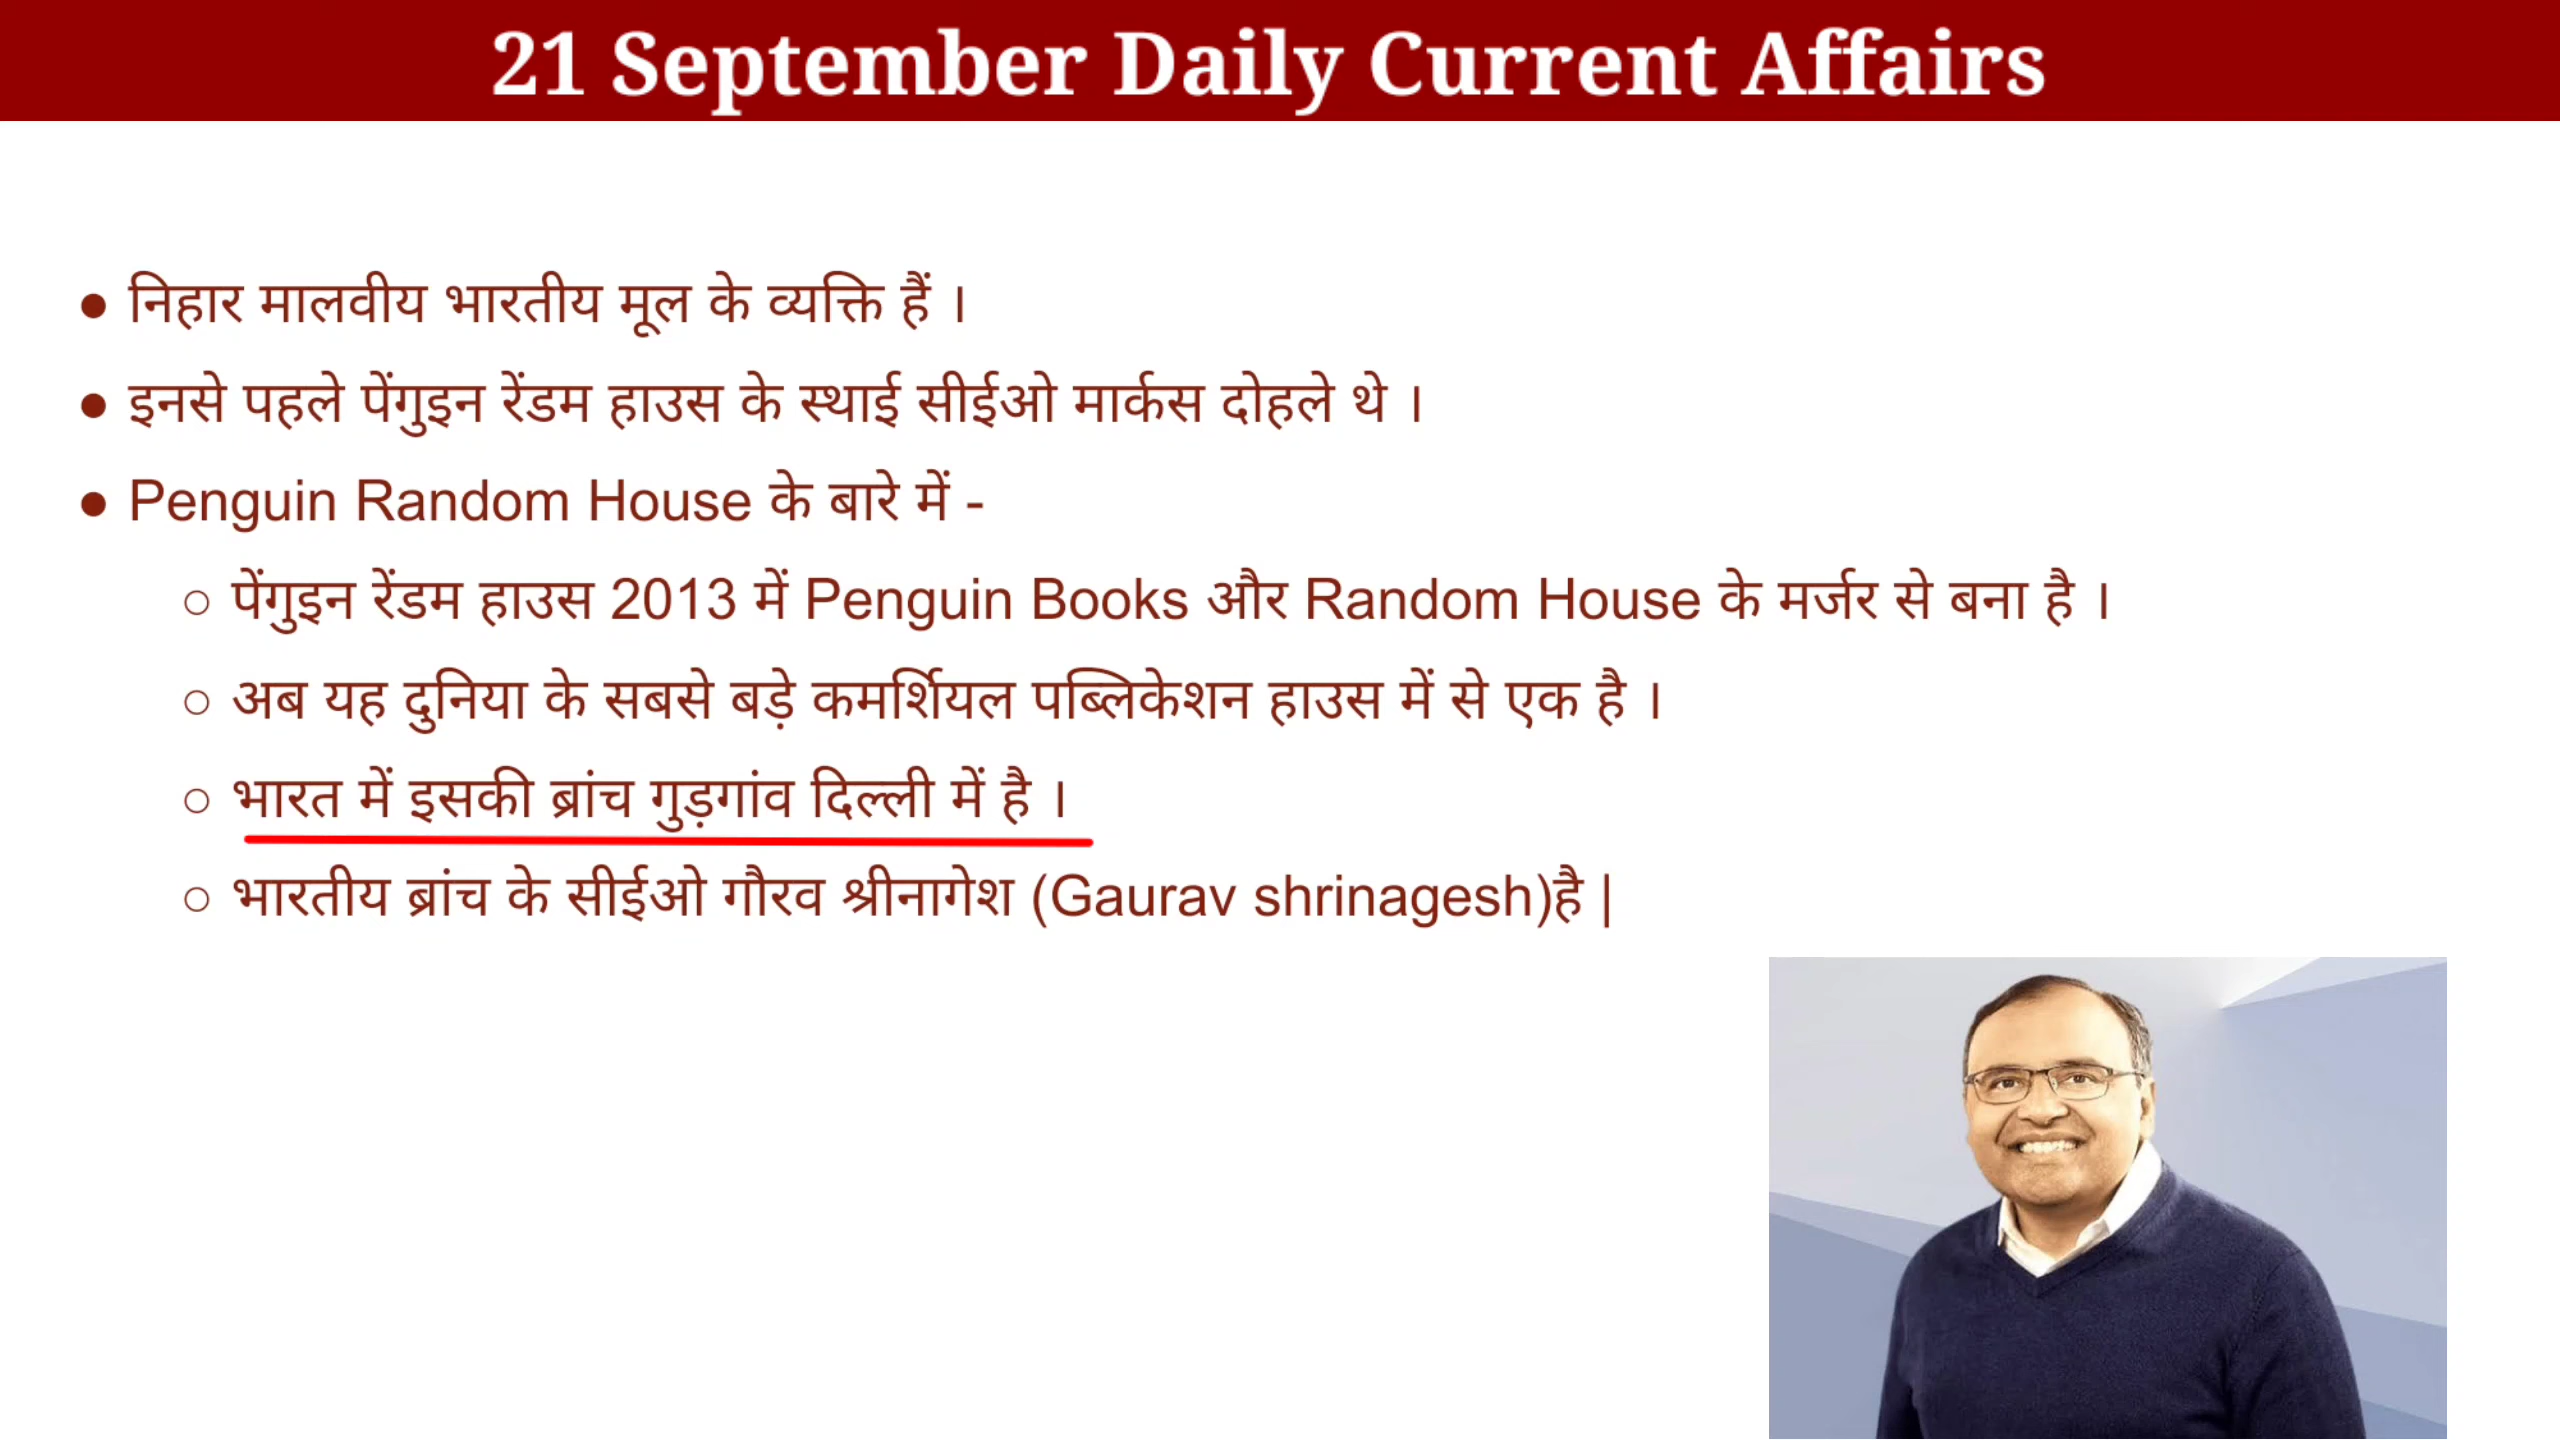 21 September Daily Current Affairs
● निहार मालवीय भारतीय मूल के व्यक्ति हैं ।
● इनसे पहले पेंगुइन रेंडम हाउस के स्थाई सीईओ मार्कस दोहले थे ।
● Penguin Random House के बारे में -
○ पेंगुइन रेंडम हाउस 2013 में Penguin Books और Random House के मर्जर से बना है ।
○ अब यह दुनिया के सबसे बड़े कमर्शियल पब्लिकेशन हाउस में से एक है ।
○ भारत में इसकी ब्रांच गुड़गांव दिल्ली में है ।
○ भारतीय ब्रांच के सीईओ गौरव श्रीनागेश (Gaurav shrinagesh)है |